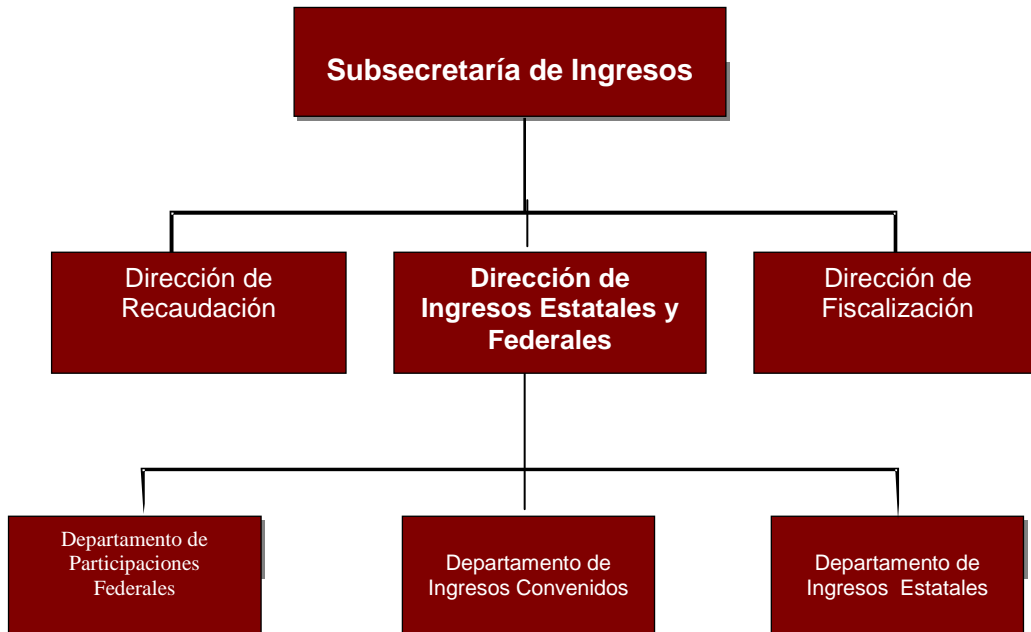 Subsecretaría de Ingresos
Dirección de
Recaudación
Dirección de
Ingresos Estatales y
Federales
Dirección de
Fiscalización
Departamento de
Participaciones
Federales
Departamento de
Ingresos Convenidos
Departamento de
Ingresos  Estatales